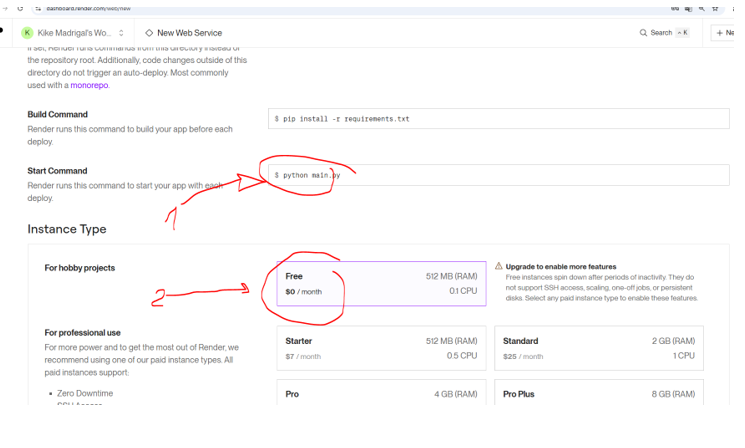 dashboard.render.com/web/new
K Kike Madrigal's Wo...
New Web Service
Search ^ K
+ Ne
If set, Render runs commands from this directory instead of
the repository root. Additionally, code changes outside of this
directory do not trigger an auto-deploy. Most commonly
used with a monorepo.
Build Command
Render runs this command to build your app before each
deploy.
$ pip install -r requirements.txt
Start Command
Render runs this command to start your app with each
deploy.
$ python main.py
1
Instance Type
For hobby projects
Free
512 MB (RAM)
$0 / month
0.1 CPU
Upgrade to enable more features
Free instances spin down after periods of inactivity. They do
not support SSH access, scaling, one-off jobs, or persistent
disks. Select any paid instance type to enable these features.
2
For professional use
For more power and to get the most out of Render, we
recommend using one of our paid instance types. All
paid instances support:
Zero Downtime
SSH Access
Starter
512 MB (RAM)
$7 / month
0.5 CPU
Standard
2 GB (RAM)
$25 / month
1 CPU
Pro
4 GB (RAM)
Pro Plus
8 GB (RAM)